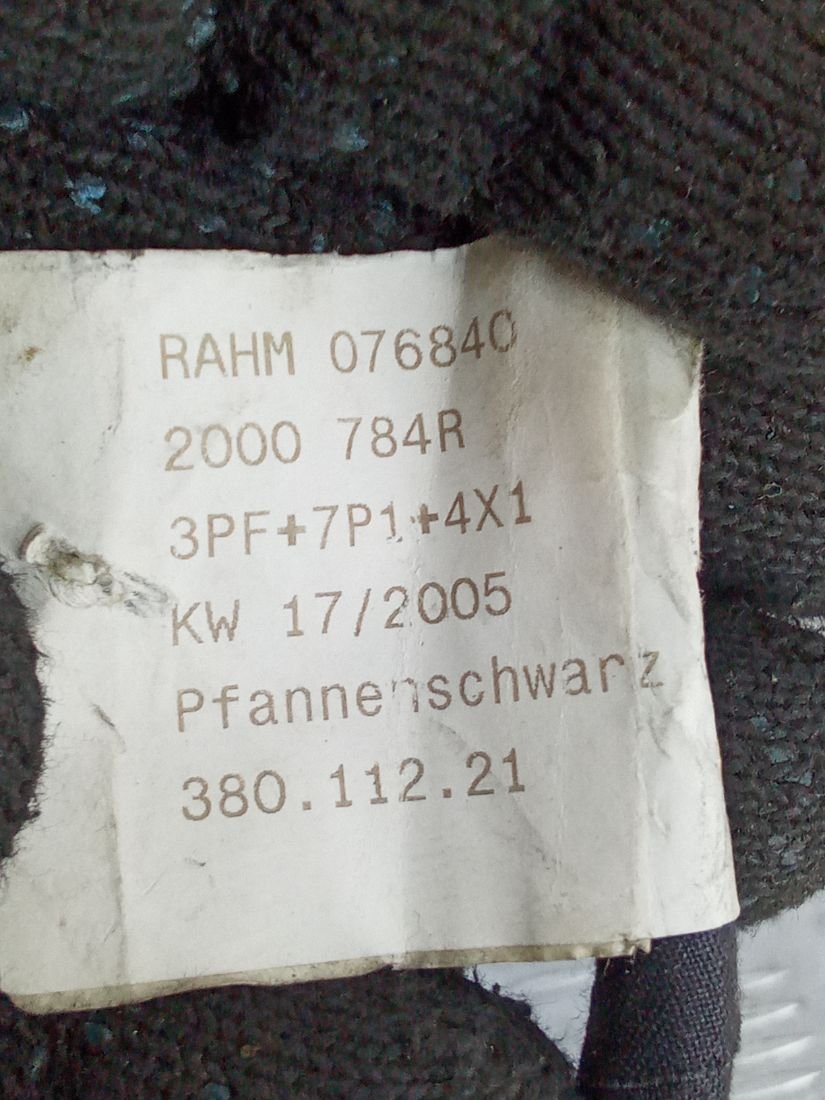 RAHM 076840
2000 784R
3PF+7P1+4X1
KW 17/2005
Pfannenschwarz
380.112.21